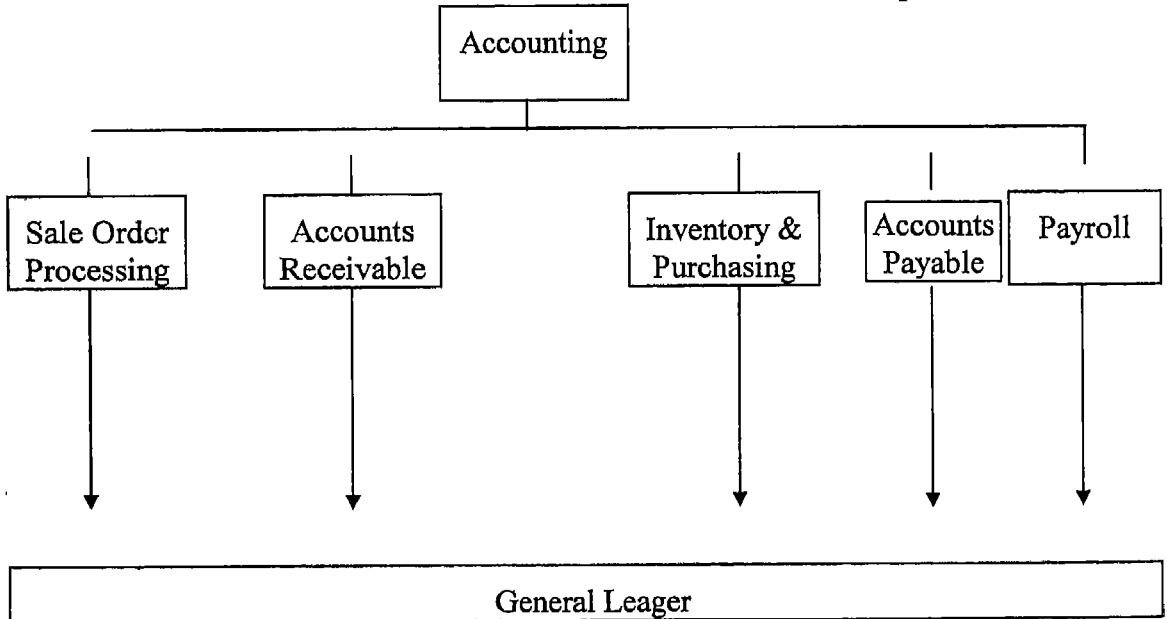 Accounting
Sale Order
Processing
Accounts
Receivable
Inventory &
Purchasing
Accounts
Payable
Payroll
General Leager